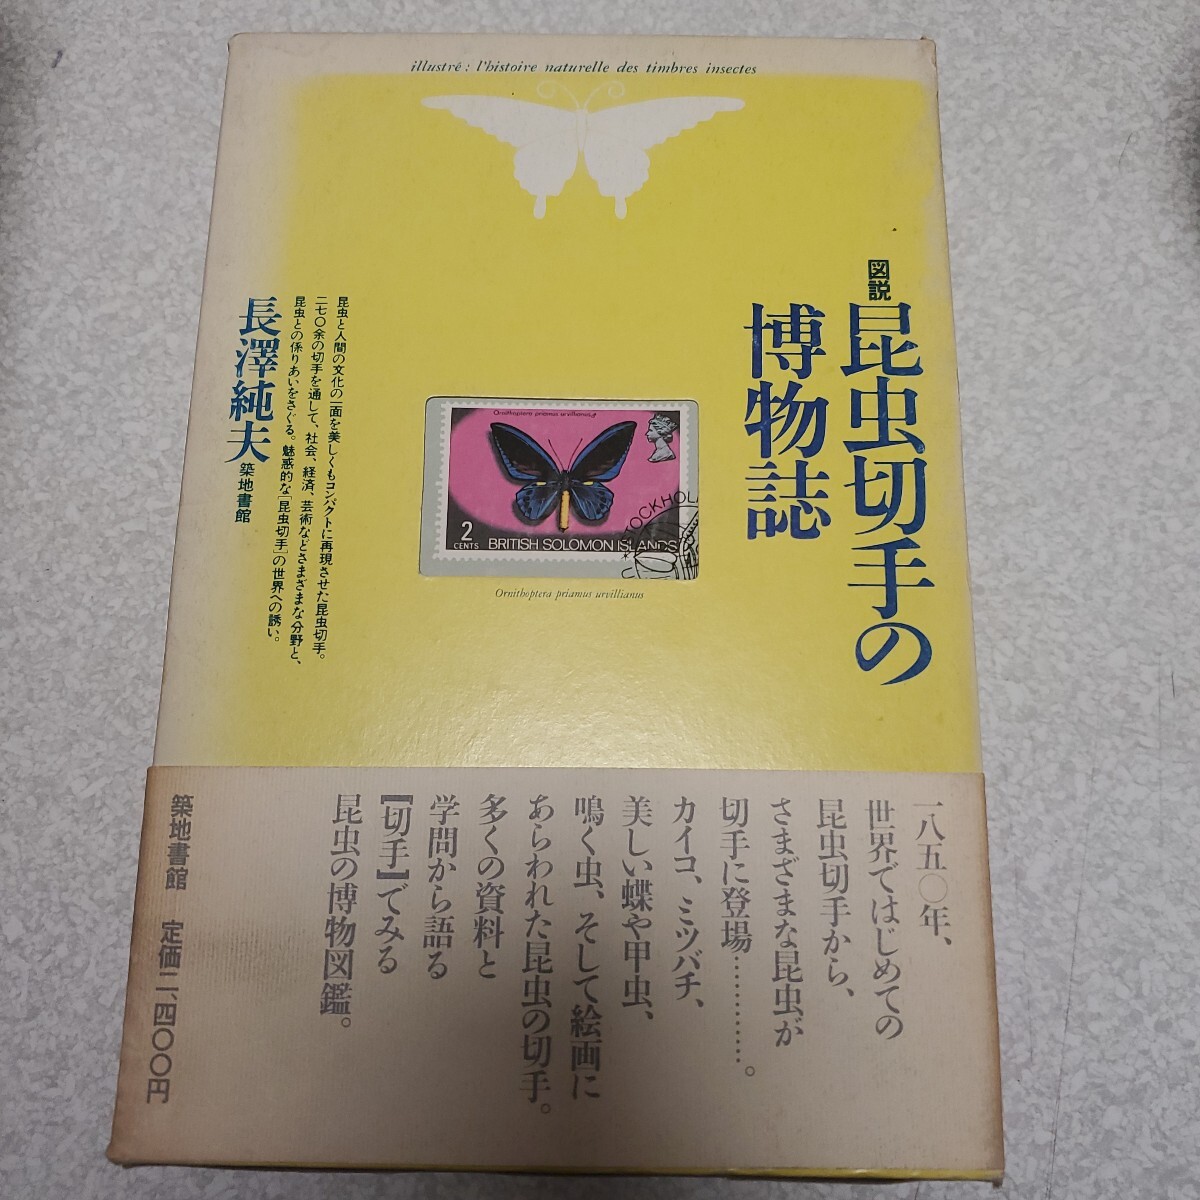 illustré : l'histoire naturelle des timbres insectes
図説
昆虫切手の
博物誌
昆虫と人間の文化の一面を美しくもコンパクトに再現させた昆虫切手。
二七〇余の切手を通して、社会、経済、芸術などさまざまな分野と、
昆虫との係りあいをさぐる。魅惑的な「昆虫切手」の世界への誘い。
長澤純夫
築地書館
Ornithoptera priamus urvillianus
2
CENTS
BRITISH SOLOMON ISLANDS
STOCKHOL
Ornithoptera priamus urvillianus
一八五〇年、
世界ではじめての
昆虫切手から、
さまざまな昆虫が
切手に登場…………。
カイコ、ミツバチ、
美しい蝶や甲虫、
鳴く虫、そして絵画に
あらわれた昆虫の切手。
多くの資料と
学問から語る
【切手】でみる
昆虫の博物図鑑。
築地書館 定価二、四〇〇円